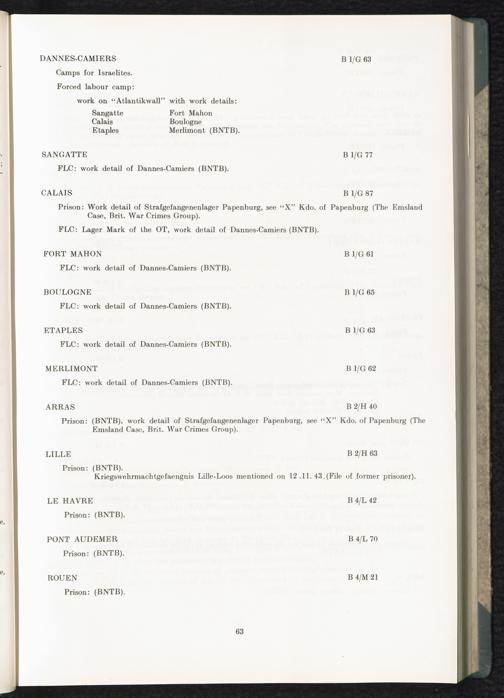 DANNES-CAMIERS B 1/G 63
Camps for Israelites.
Forced labour camp:
work on "Atlantikwall" with work details:
Sangatte Fort Mahon
Calais Boulogne
Etaples Merlimont (BNTB).
SANGATTE B 1/G 77
FLC: work detail of Dannes-Camiers (BNTB).
CALAIS B 1/G 87
Prison: Work detail of Strafgefangenenlager Papenburg, see "X" Kdo. of Papenburg (The Emsland
Case, Brit. War Crimes Group).
FLC: Lager Mark of the OT, work detail of Dannes-Camiers (BNTB).
FORT MAHON B 1/G 61
FLC: work detail of Dannes-Camiers (BNTB).
BOULOGNE B 1/G 65
FLC: work detail of Dannes-Camiers (BNTB).
ETAPLES B 1/G 63
FLC: work detail of Dannes-Camiers (BNTB).
MERLIMONT B 1/G 62
FLC: work detail of Dannes-Camiers (BNTB).
ARRAS B 2/H 40
Prison: (BNTB), work detail of Strafgefangenenlager Papenburg, see "X" Kdo. of Papenburg (The
Emsland Case, Brit. War Crimes Group).
LILLE B 2/H 63
Prison: (BNTB).
Kriegswehrmachtgefaengnis Lille-Loos mentioned on 12 .11. 43 .(File of former prisoner).
LE HAVRE B 4/L 42
Prison: (BNTB).
PONT AUDEMER B 4/L 70
Prison: (BNTB).
ROUEN B 4/M 21
Prison: (BNTB).
63